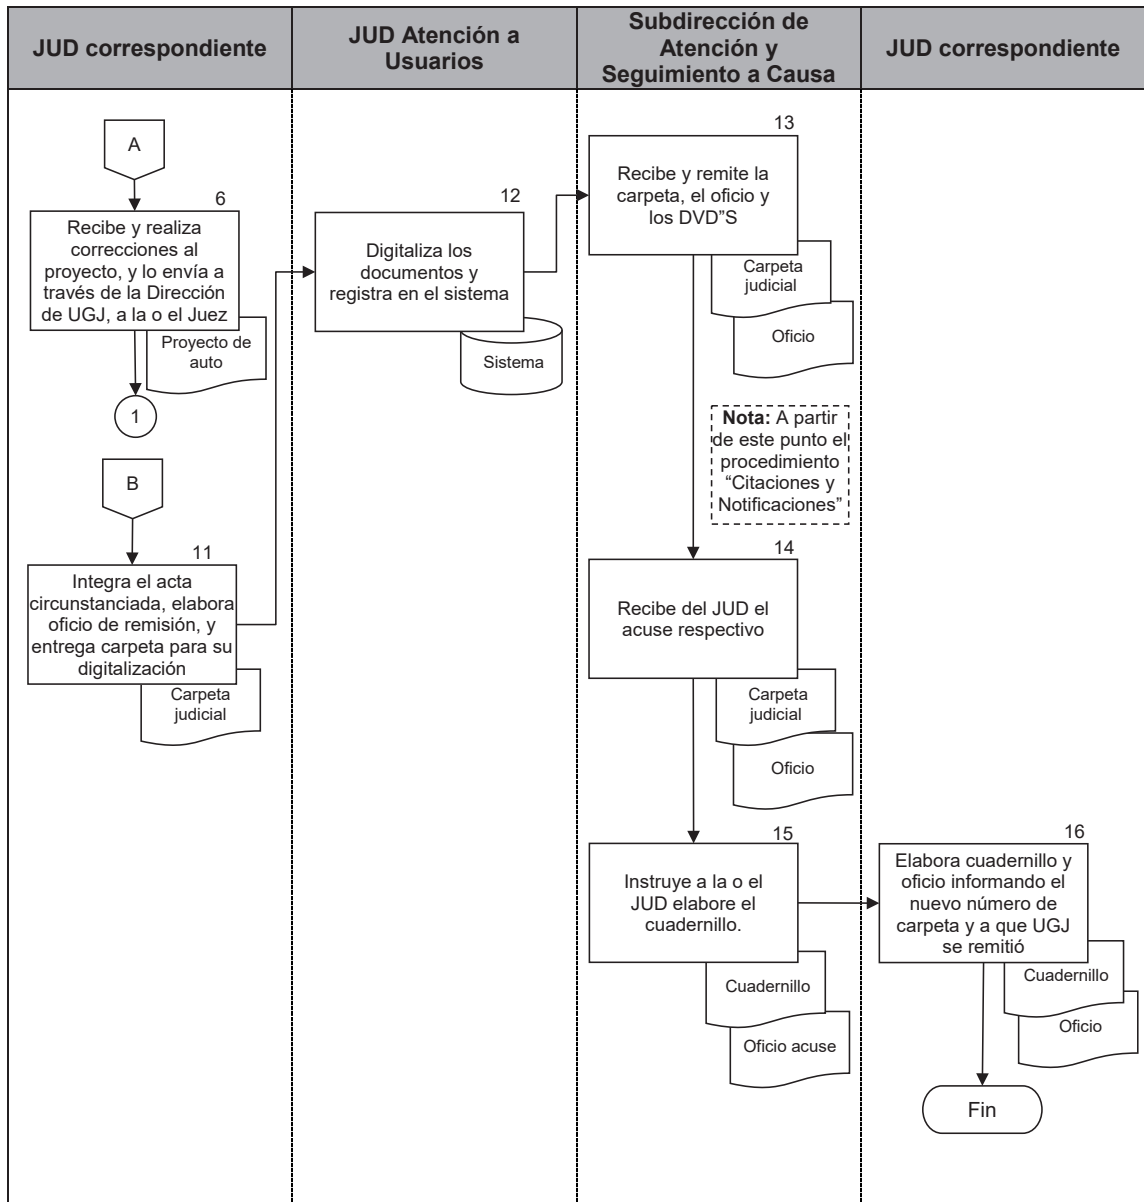 JUD correspondiente
JUD Atención a
Usuarios
Subdirección de
Atención y
Seguimiento a Causa
JUD correspondiente
A
6
Recibe y realiza
correcciones al
proyecto, y lo envía a
través de la Dirección
de UGJ, a la o el Juez
Proyecto de
auto
1
B
11
Integra el acta
circunstanciada, elabora
oficio de remisión, y
entrega carpeta para su
digitalización
Carpeta
judicial
12
Digitaliza los
documentos y
registra en el sistema
Sistema
13
Recibe y remite la
carpeta, el oficio y
los DVD"S
Carpeta
judicial
Oficio
Nota: A partir
de este punto el
procedimiento
“Citaciones y
Notificaciones”
14
Recibe del JUD el
acuse respectivo
Carpeta
judicial
Oficio
15
Instruye a la o el
JUD elabore el
cuadernillo.
Cuadernillo
Oficio acuse
16
Elabora cuadernillo y
oficio informando el
nuevo número de
carpeta y a que UGJ
se remitió
Cuadernillo
Oficio
Fin